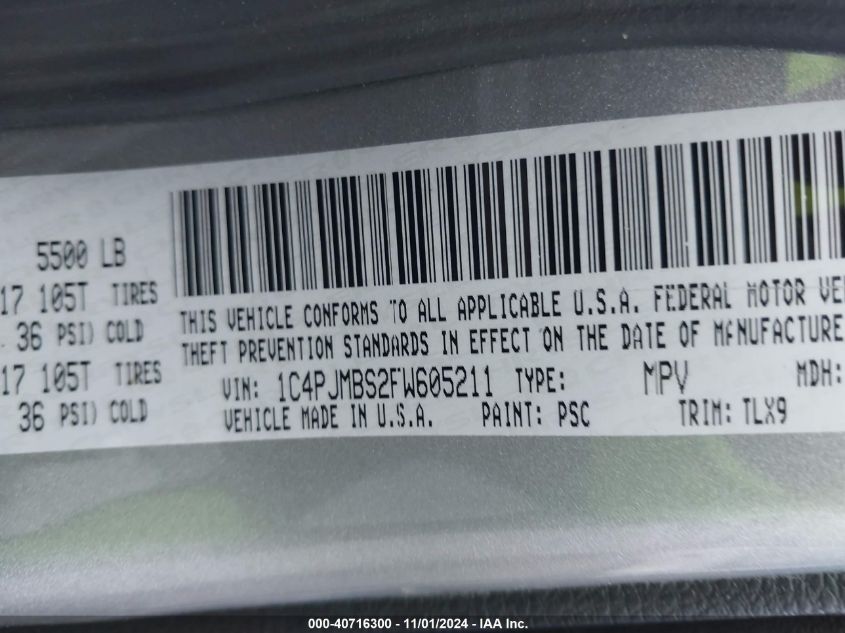 5500 LB
17 105T TIRES
36 PSI) COLD
17 105T TIRES
36 PSI) COLD
THIS VEHICLE CONFORMS TO ALL APPLICABLE U.S.A. FEDERAL MOTOR VE
THEFT PREVENTION STANDARDS IN EFFECT ON THE DATE OF MANUFACTURE
VIN: 1C4PJMBS2FW605211 TYPE: MPV MDH:
VEHICLE MADE IN U.S.A. PAINT: PSC TRIM: TLX9
000-40716300 - 11/01/2024 - IAA Inc.